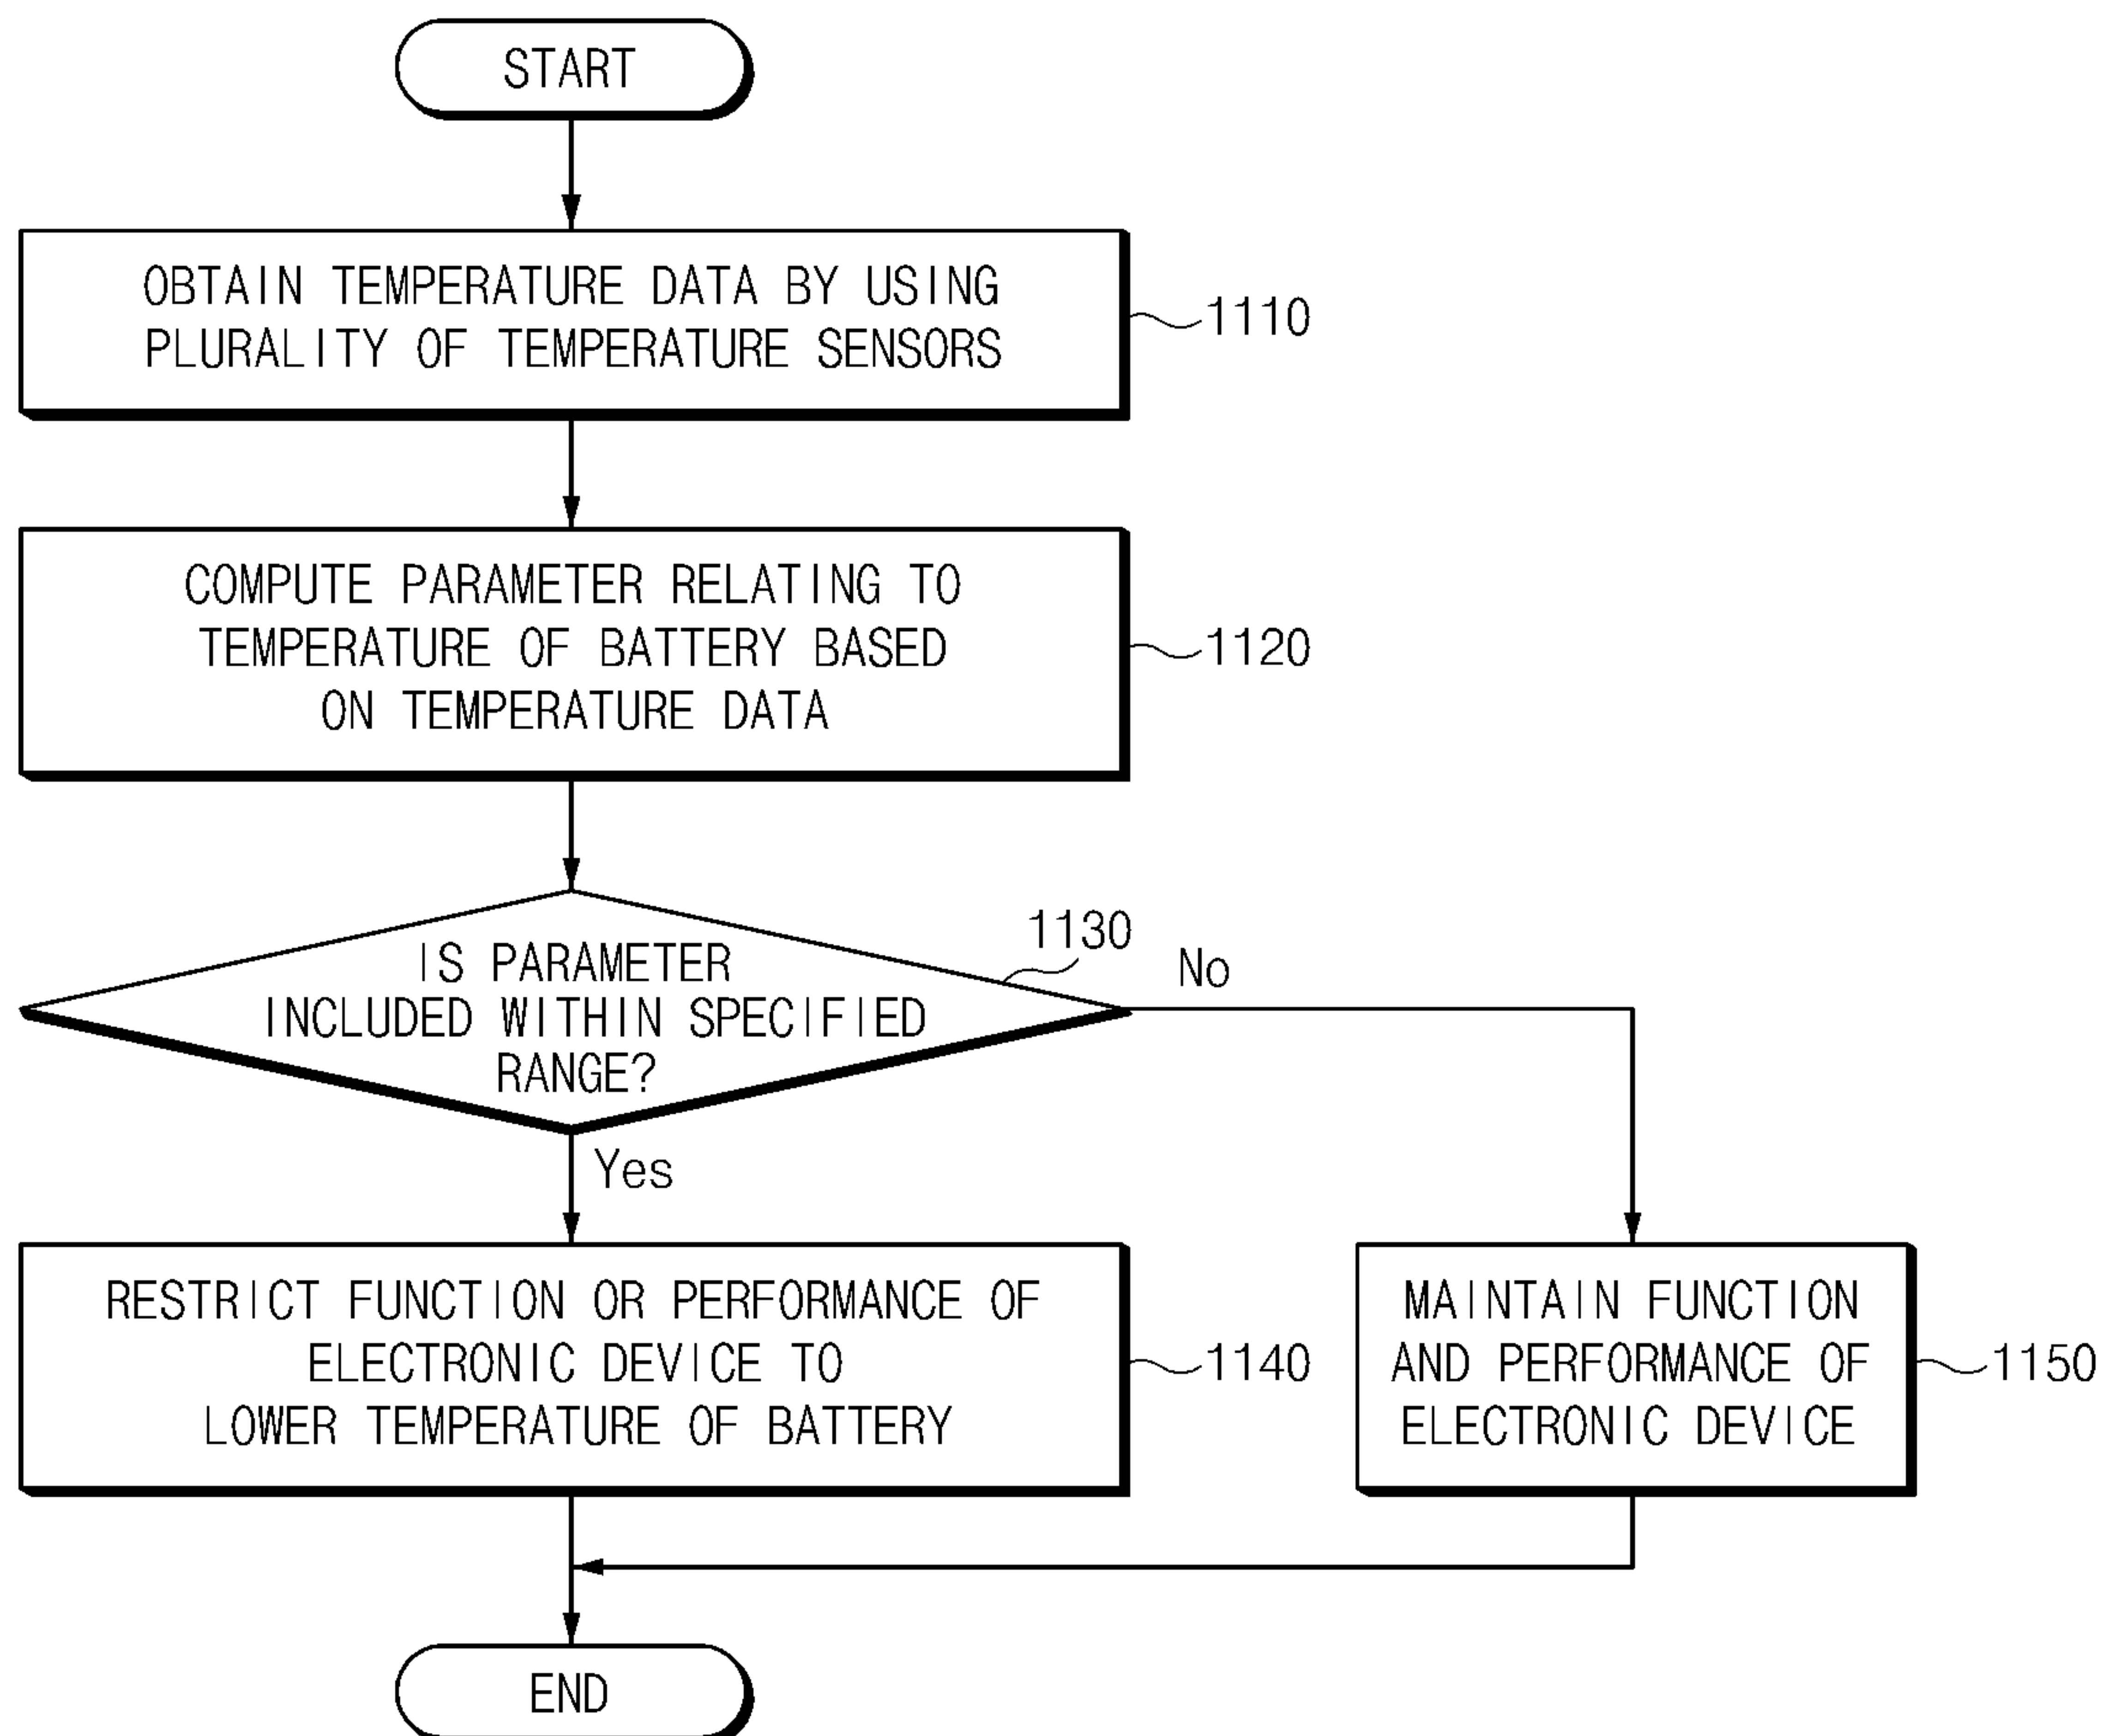 START
OBTAIN TEMPERATURE DATA BY USING
PLURALITY OF TEMPERATURE SENSORS
1110
COMPUTE PARAMETER RELATING TO
TEMPERATURE OF BATTERY BASED
ON TEMPERATURE DATA
1120
1130
IS PARAMETER
INCLUDED WITHIN SPECIFIED
RANGE?
No
Yes
RESTRICT FUNCTION OR PERFORMANCE OF
ELECTRONIC DEVICE TO
LOWER TEMPERATURE OF BATTERY
1140
MAINTAIN FUNCTION
AND PERFORMANCE OF
ELECTRONIC DEVICE
1150
END